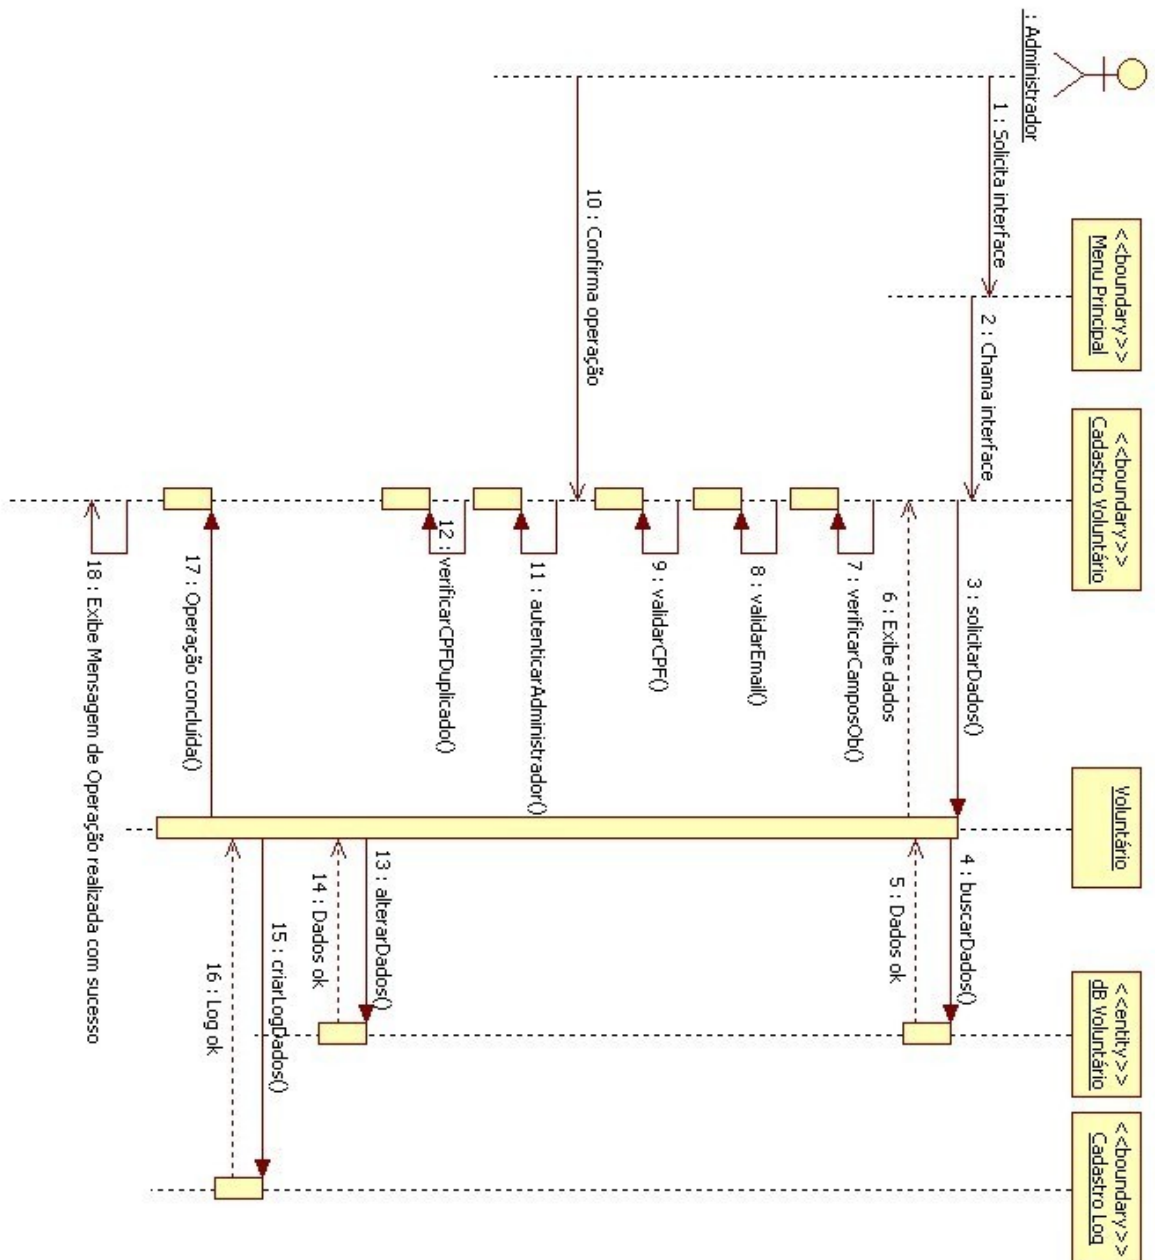 : Administrador
<<boundary>>
Menu Principal
<<boundary>>
Cadastro Voluntário
Voluntário
<<entity>>
dB Voluntário
<<boundary>>
Cadastro Log
1 : Solicita interface
2 : Chama interface
3 : solicitarDados()
4 : buscarDados()
5 : Dados ok
6 : Exibe dados
7 : verificarCamposOb()
8 : validarEmail()
9 : validarCPF()
10 : Confirma operação
11 : autenticarAdministrador()
12 : verificarCPFDuplicado()
13 : alterarDados()
14 : Dados ok
15 : criarLogDados()
16 : Log ok
17 : Operação concluída()
18 : Exibe Mensagem de Operação realizada com sucesso